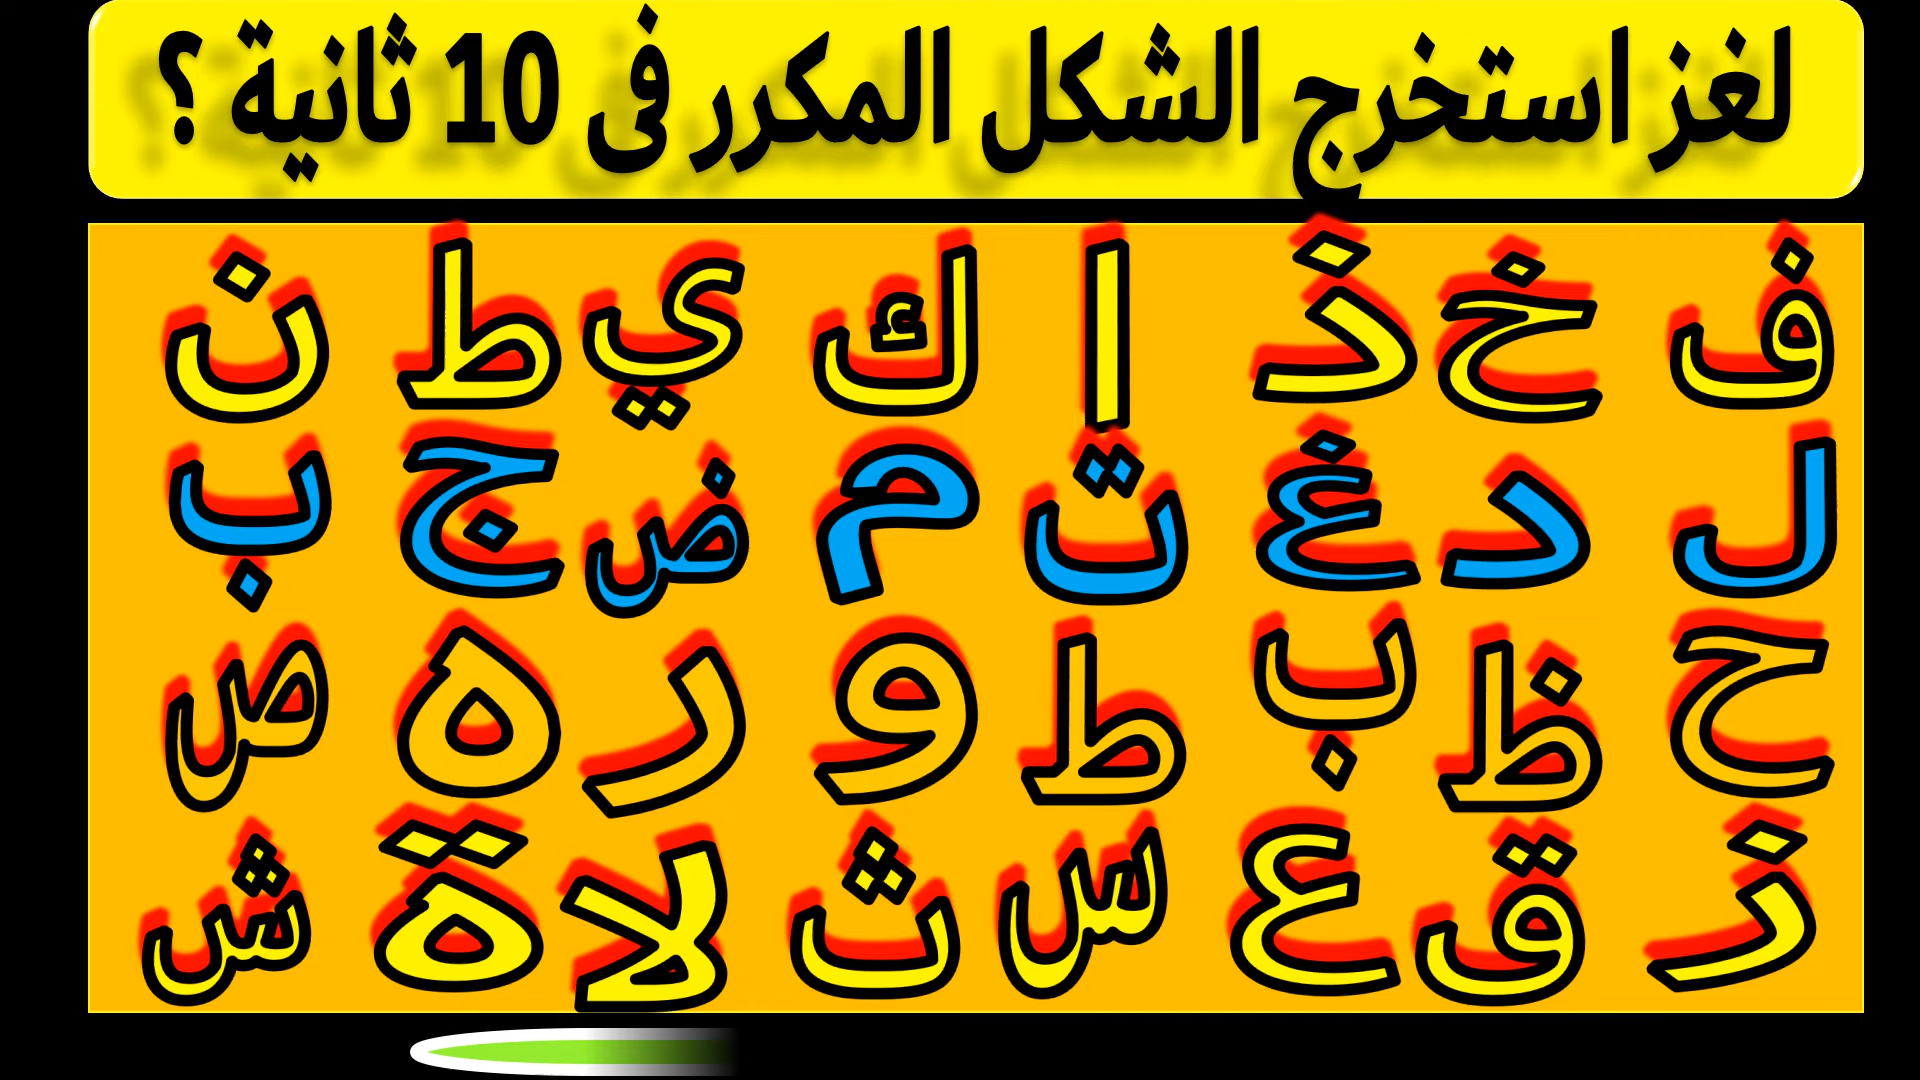 لغز استخرج الشكل المكرر فى 10 ثانية ؟
ف خ ذ ا ك ي ط ن
ل د غ ت م ض ج ب
ح ظ ب ط و ر ه ص
ز ق ع س ث لا ة ش